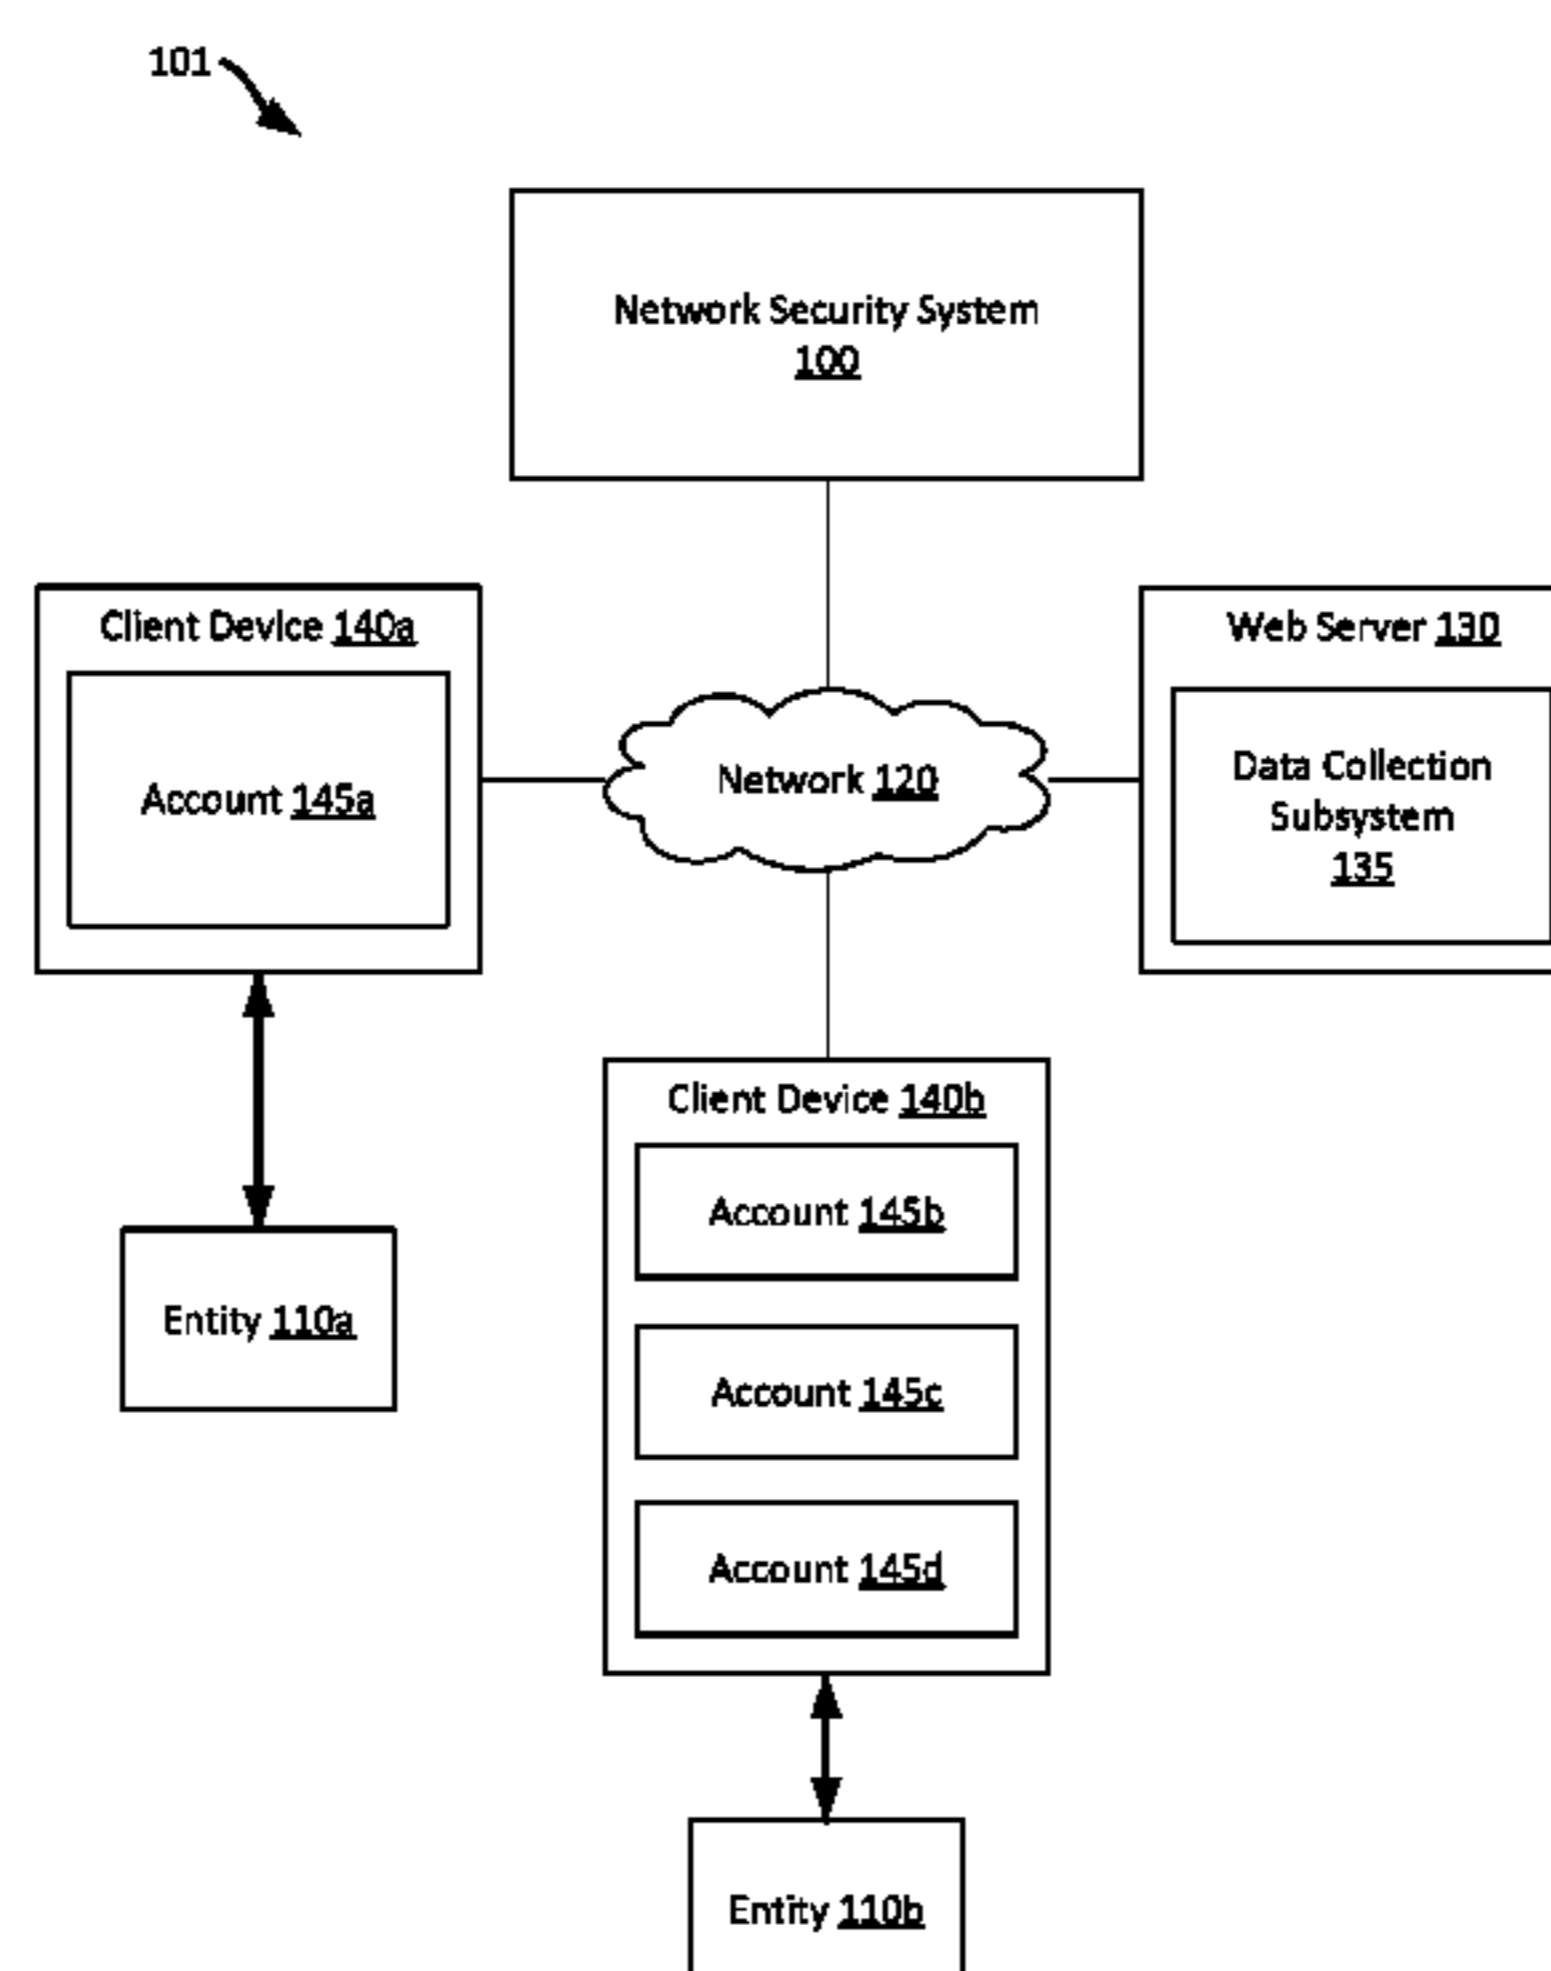 101
Network Security System
100
Client Device 140a
Account 145a
Network 120
Web Server 130
Data Collection
Subsystem
135
Client Device 140b
Account 145b
Account 145c
Account 145d
Entity 110a
Entity 110b